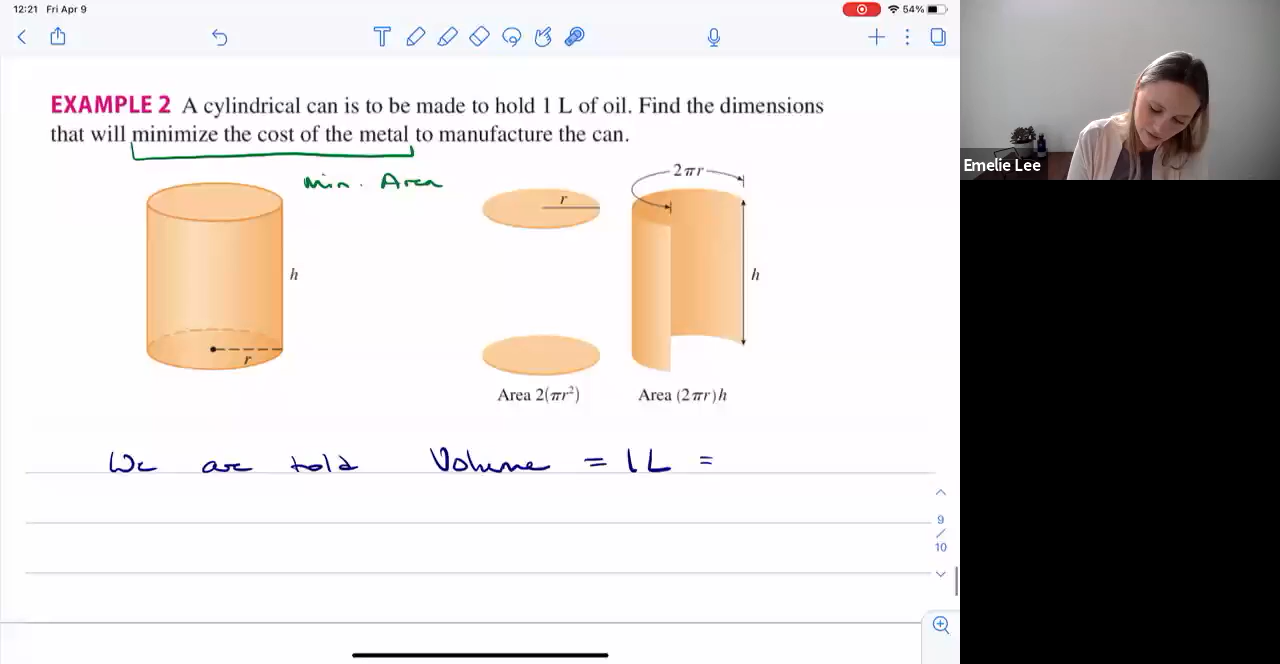 12:21 Fri Apr 9
54%
EXAMPLE 2 A cylindrical can is to be made to hold 1 L of oil. Find the dimensions
that will minimize the cost of the metal to manufacture the can.
Min. Area
2πr
r
h
h
r
Area 2(πr²)
Area (2πr)h
We are told Volume = 1L =
9
/
10
Emelie Lee